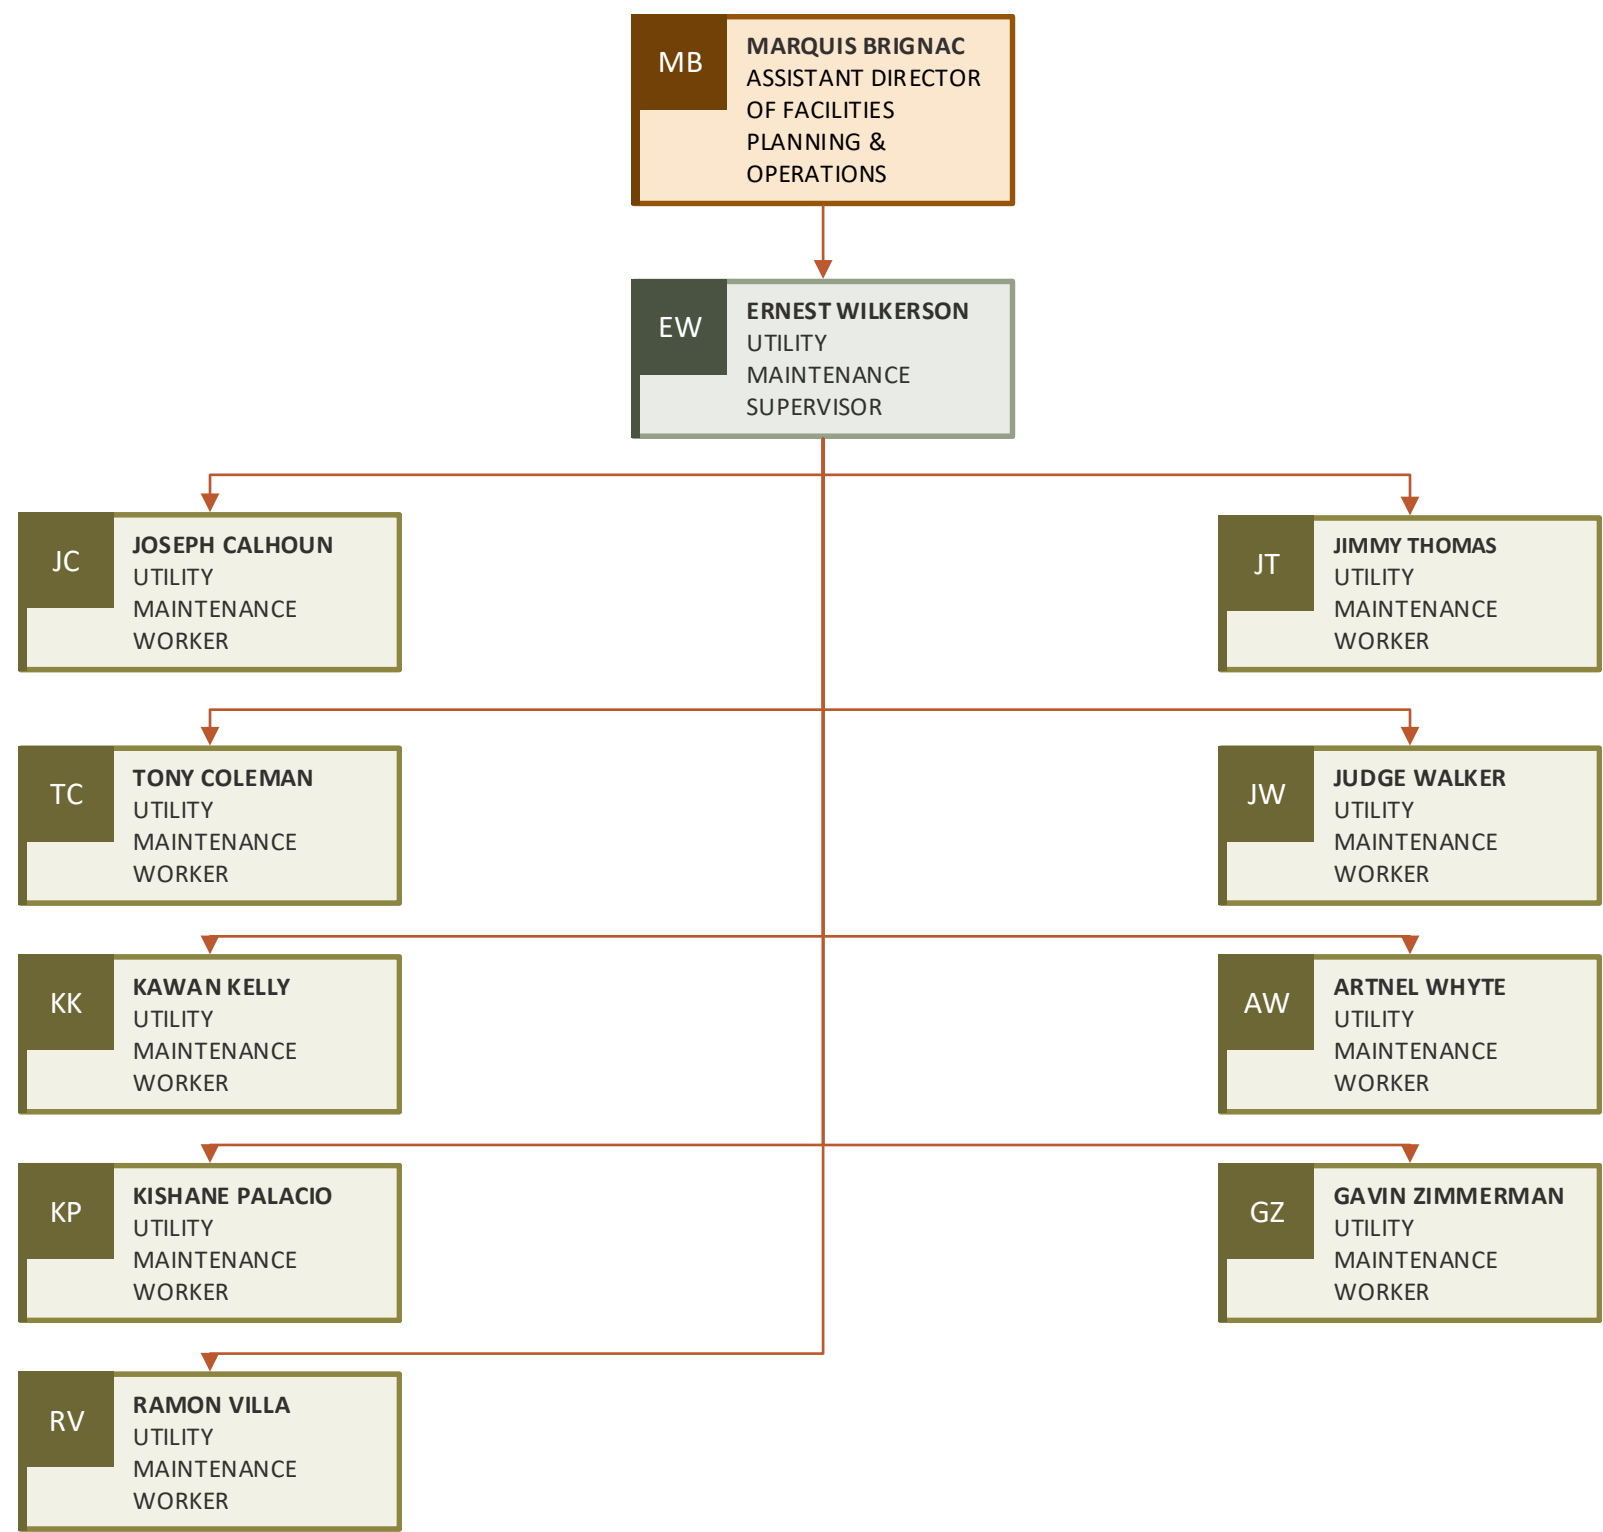 MB
MARQUIS BRIGNAC
ASSISTANT DIRECTOR
OF FACILITIES
PLANNING &
OPERATIONS
EW
ERNEST WILKERSON
UTILITY
MAINTENANCE
SUPERVISOR
JC
JOSEPH CALHOUN
UTILITY
MAINTENANCE
WORKER
JT
JIMMY THOMAS
UTILITY
MAINTENANCE
WORKER
TC
TONY COLEMAN
UTILITY
MAINTENANCE
WORKER
JW
JUDGE WALKER
UTILITY
MAINTENANCE
WORKER
KK
KAWAN KELLY
UTILITY
MAINTENANCE
WORKER
AW
ARTNEL WHYTE
UTILITY
MAINTENANCE
WORKER
KP
KISHANE PALACIO
UTILITY
MAINTENANCE
WORKER
GZ
GAVIN ZIMMERMAN
UTILITY
MAINTENANCE
WORKER
RV
RAMON VILLA
UTILITY
MAINTENANCE
WORKER